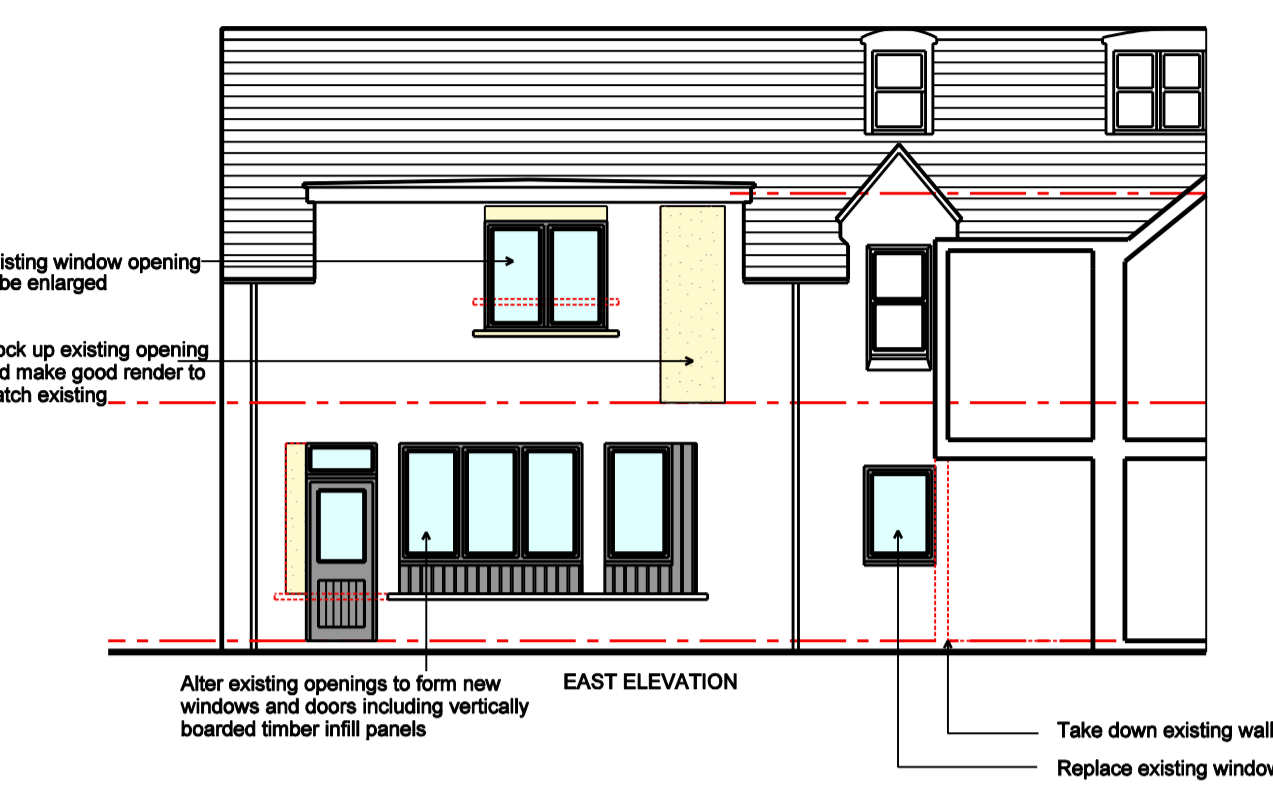 isting window opening
be enlarged
ock up existing opening
d make good render to
atch existing
Alter existing openings to form new
windows and doors including vertically
boarded timber infill panels
EAST ELEVATION
Take down existing wall
Replace existing window